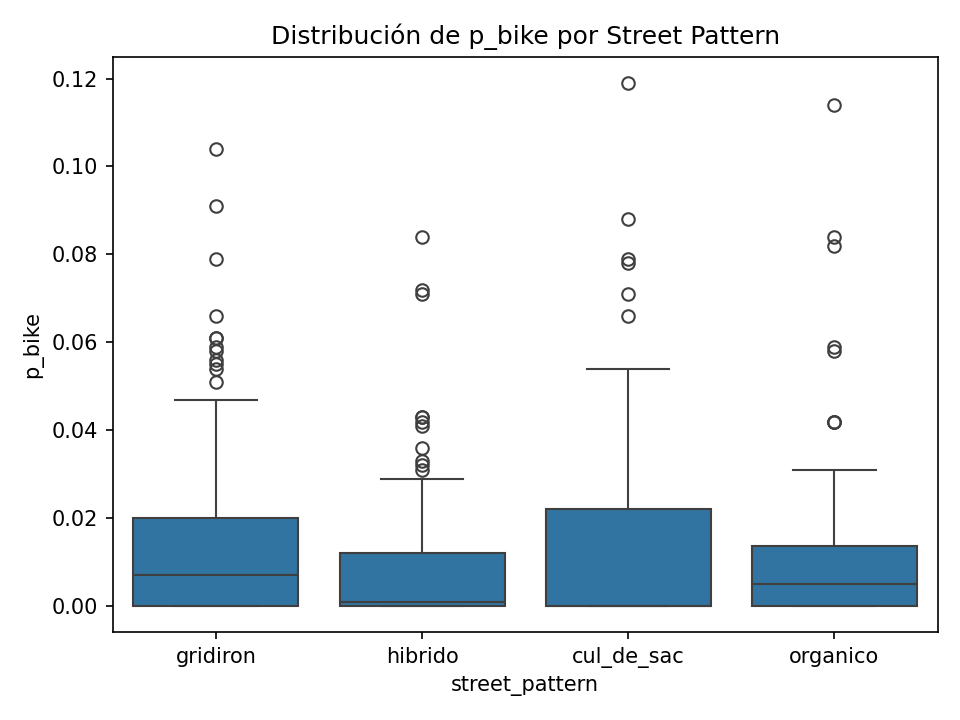 Distribución de p_bike por Street Pattern
0.12
0.10
0.08
0.06
0.04
0.02
0.00
p_bike
gridiron
hibrido
cul_de_sac
organico
street_pattern